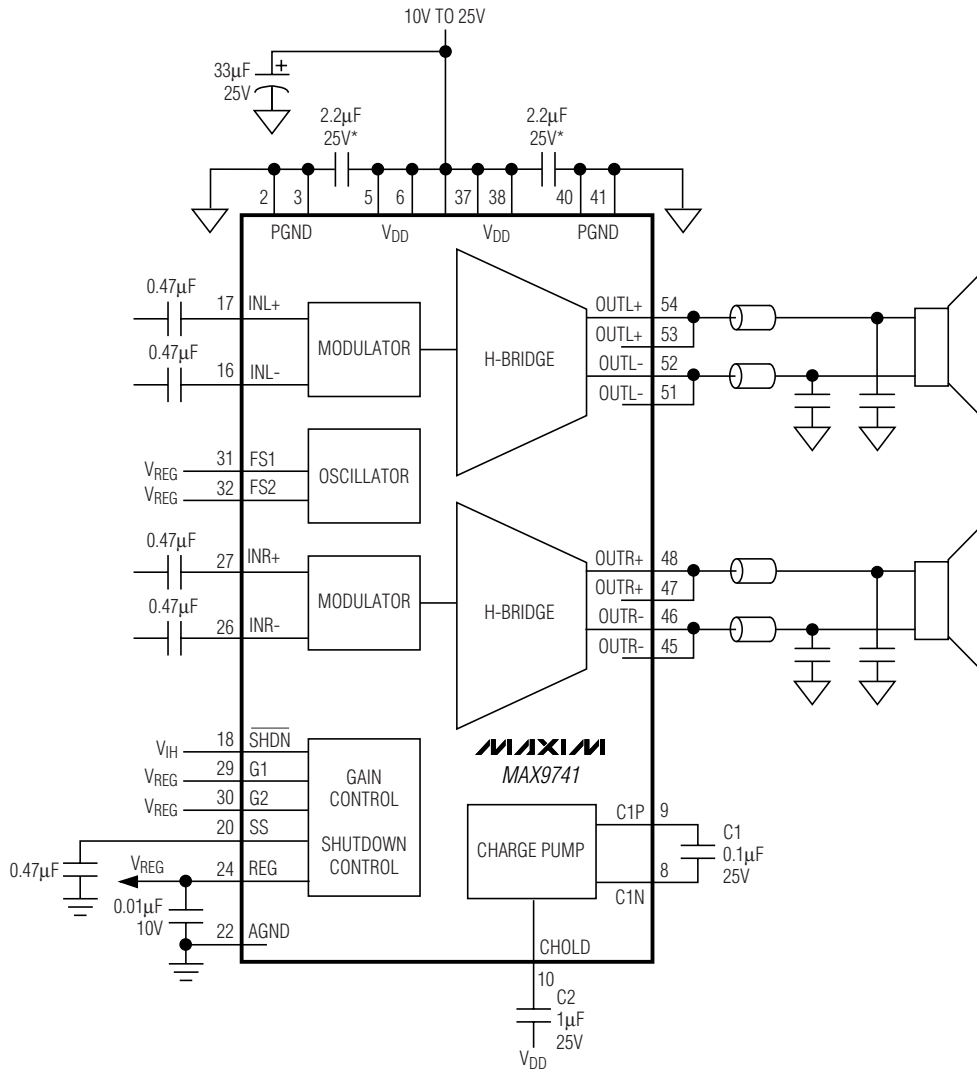 10V TO 25V
33µF
25V
+
2.2µF
25V*
2.2µF
25V*
2
3
5
6
37
38
40
41
PGND
VDD
VDD
PGND
0.47µF
17
INL+
0.47µF
16
INL-
MODULATOR
H-BRIDGE
OUTL+
54
OUTL+
53
OUTL-
52
OUTL-
51
VREG
31
FS1
VREG
32
FS2
OSCILLATOR
0.47µF
27
INR+
0.47µF
26
INR-
MODULATOR
H-BRIDGE
OUTR+
48
OUTR+
47
OUTR-
46
OUTR-
45
VIH
18
SHDN
VREG
29
G1
VREG
30
G2
20
SS
0.47µF
VREG
24
REG
0.01µF
10V
22
AGND
GAIN
CONTROL
SHUTDOWN
CONTROL
MAXIM
MAX9741
CHARGE PUMP
C1P
9
C1
0.1µF
25V
8
C1N
CHOLD
10
C2
1µF
25V
VDD